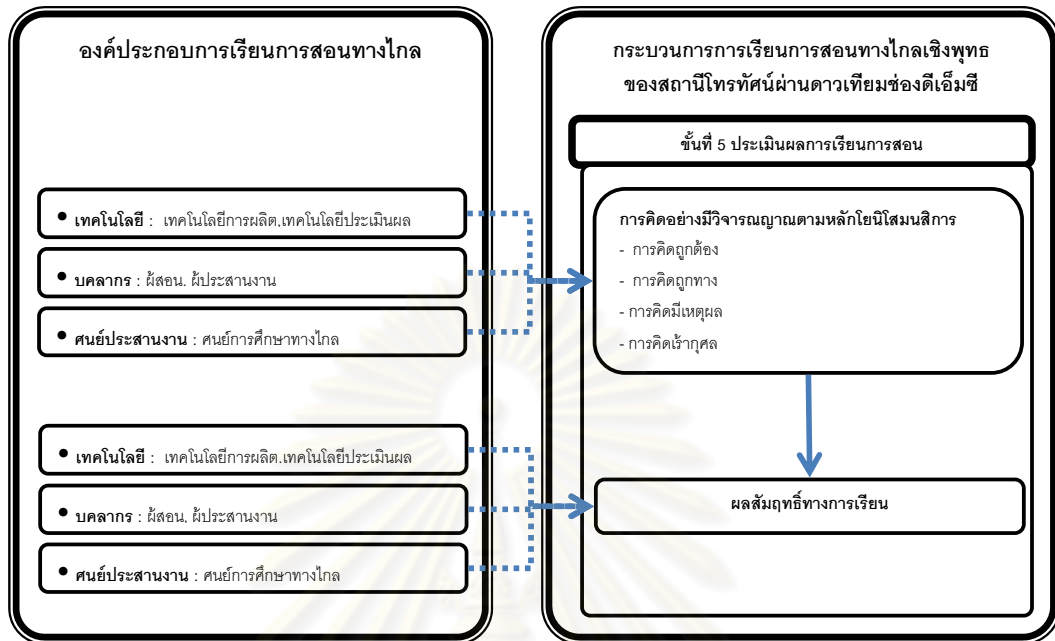 องค์ประกอบการเรียนการสอนทางไกล
• เทคโนโลยี : เทคโนโลยีการผลิต,เทคโนโลยีประเมินผล
• บุคลากร : ผู้สอน, ผู้ประสานงาน
• ศูนย์ประสานงาน : ศูนย์การศึกษาทางไกล
• เทคโนโลยี : เทคโนโลยีการผลิต,เทคโนโลยีประเมินผล
• บุคลากร : ผู้สอน, ผู้ประสานงาน
• ศูนย์ประสานงาน : ศูนย์การศึกษาทางไกล
กระบวนการการเรียนการสอนทางไกลเชิงพุทธ
ของสถานีโทรทัศน์ผ่านดาวเทียมช่องดีเอ็มซี
ขั้นที่ 5 ประเมินผลการเรียนการสอน
การคิดอย่างมีวิจารณญาณตามหลักโยนิโสมนสิการ
- การคิดถูกต้อง
- การคิดถูกทาง
- การคิดมีเหตุผล
- การคิดเร้ากุศล
ผลสัมฤทธิ์ทางการเรียน